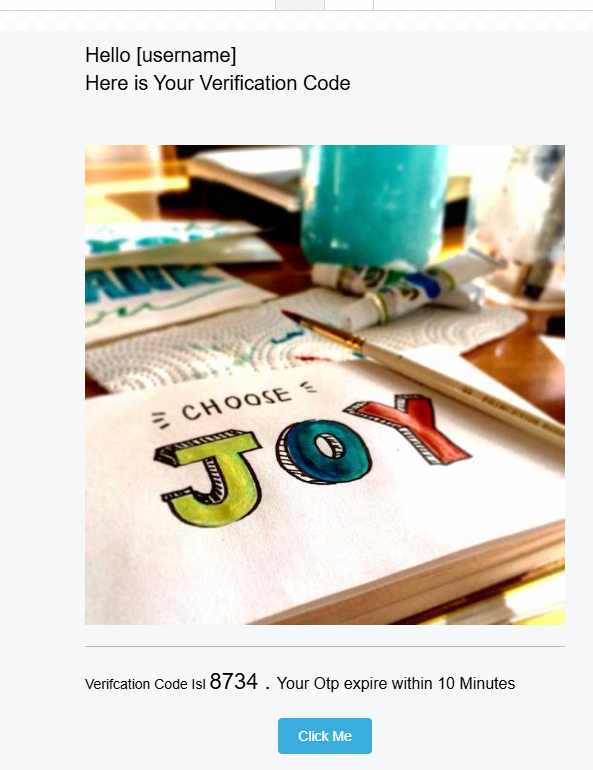 Hello [username]
Here is Your Verification Code
ANK
CHOOSE
JOY
Verifcation Code Isl 8734 . Your Otp expire within 10 Minutes
Click Me